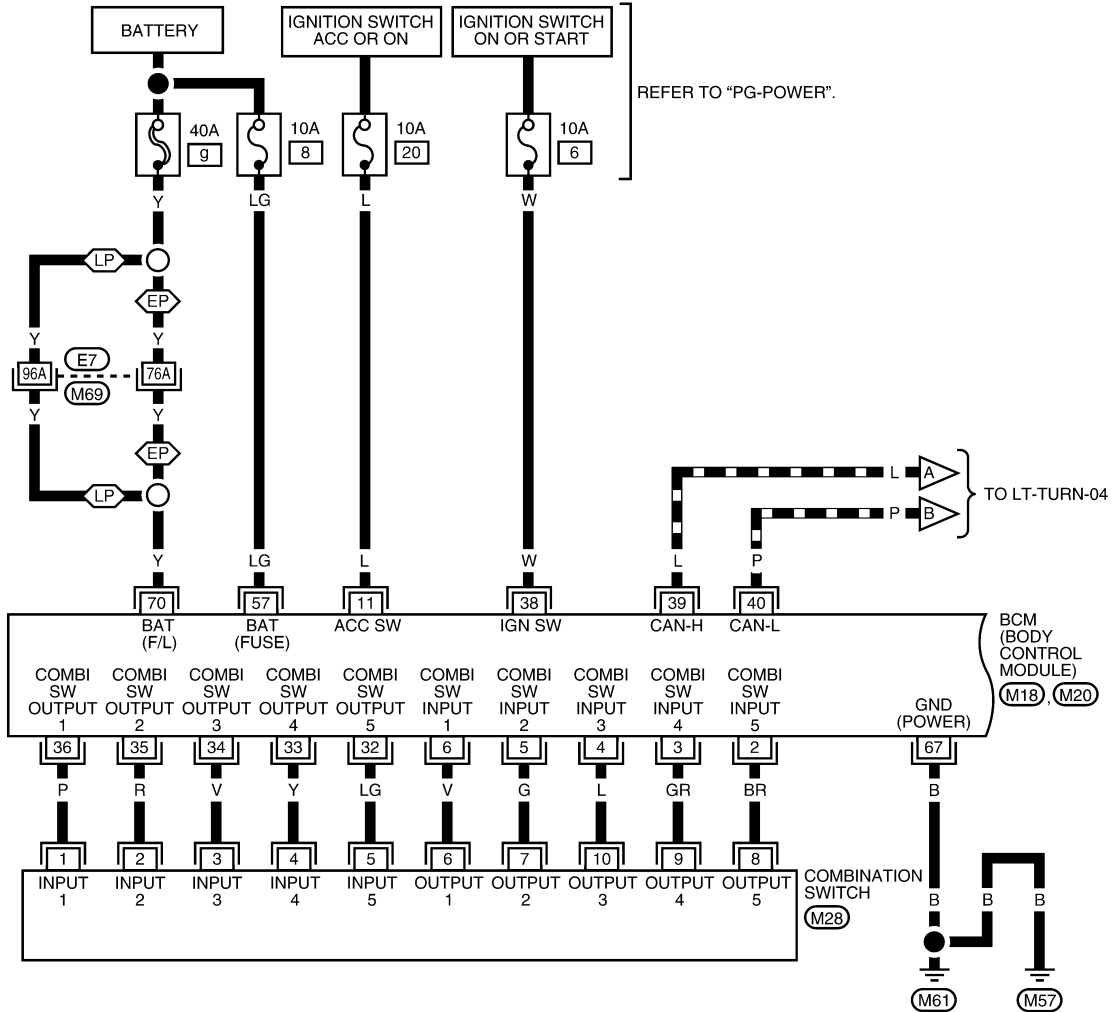 BATTERY
IGNITION SWITCH
ACC OR ON
IGNITION SWITCH
ON OR START
REFER TO “PG-POWER”.
40A
g
10A
8
10A
20
10A
6
Y
LG
L
W
LP
EP
Y
Y
E7
96A
76A
M69
Y
Y
EP
LP
L
A
TO LT-TURN-04
P
B
Y
LG
L
W
L
P
70
57
11
38
39
40
BAT
(F/L)
BAT
(FUSE)
ACC SW
IGN SW
CAN-H
CAN-L
BCM
(BODY
CONTROL
MODULE)
M18 , M20
COMBI
SW
OUTPUT
1
COMBI
SW
OUTPUT
2
COMBI
SW
OUTPUT
3
COMBI
SW
OUTPUT
4
COMBI
SW
OUTPUT
5
COMBI
SW
INPUT
1
COMBI
SW
INPUT
2
COMBI
SW
INPUT
3
COMBI
SW
INPUT
4
COMBI
SW
INPUT
5
GND
(POWER)
36
35
34
33
32
6
5
4
3
2
67
P
R
V
Y
LG
V
G
L
GR
BR
B
1
2
3
4
5
6
7
10
9
8
INPUT
1
INPUT
2
INPUT
3
INPUT
4
INPUT
5
OUTPUT
1
OUTPUT
2
OUTPUT
3
OUTPUT
4
OUTPUT
5
COMBINATION
SWITCH
M28
B
B
B
M61
M57